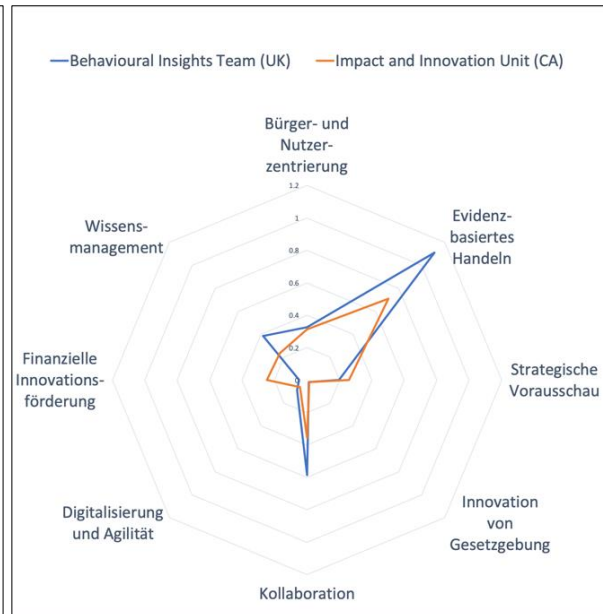 Behavioural Insights Team (UK) Impact and Innovation Unit (CA)
Bürger- und
Nutzer-
zentrierung
1.2
1
0.8
0.6
0.4
0.2
0
Evidenz-
basiertes
Handeln
Strategische
Vorausschau
Innovation
von
Gesetzgebung
Kollaboration
Digitalisierung
und Agilität
Finanzielle
Innovations-
förderung
Wissens-
management